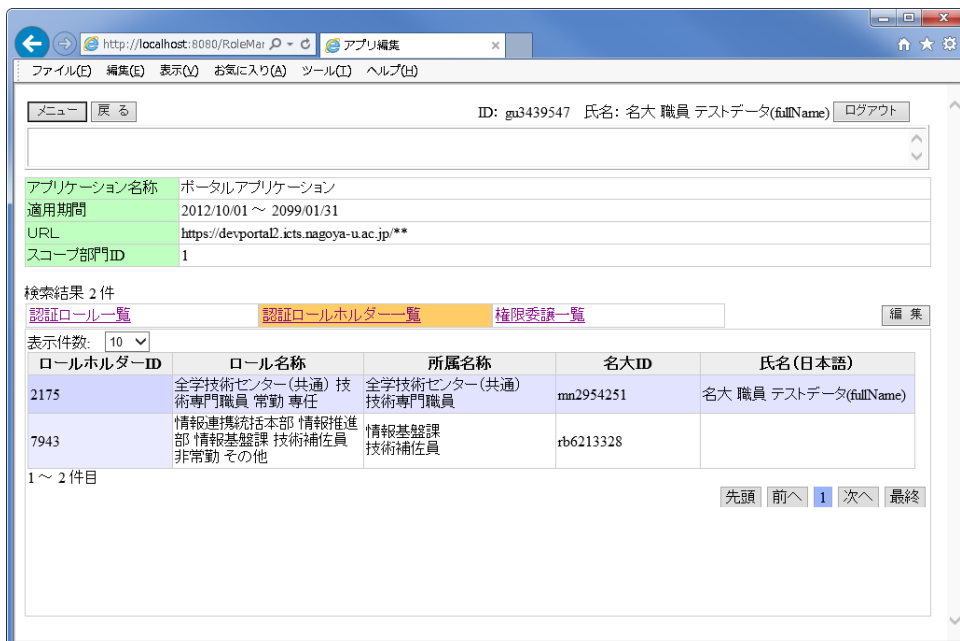 http://localhost:8080/RoleMar
アプリ編集
ファイル(F) 編集(E) 表示(V) お気に入り(A) ツール(T) ヘルプ(H)
メニュー 戻 る ID: gu3439547 氏名: 名大 職員 テストデータ(fullName) ログアウト
アプリケーション名称 ポータルアプリケーション
適用期間 2012/10/01 ～ 2099/01/31
URL https://devportal2.icts.nagoya-u.ac.jp/**
スコープ部門ID 1
検索結果 2 件
認証ロール一覧 認証ロールホルダー一覧 権限委譲一覧 編 集
表示件数: 10
ロールホルダーID ロール名称 所属名称 名大ID 氏名(日本語)
2175 全学技術センター(共通) 技術専門職員 常勤 専任 全学技術センター(共通) 技術専門職員 mn2954251 名大 職員 テストデータ(fullName)
7943 情報連携統括本部 情報推進部 情報基盤課 技術補佐員 非常勤 その他 情報基盤課 技術補佐員 rb6213328
1 ～ 2 件目
先頭 前へ 1 次へ 最終